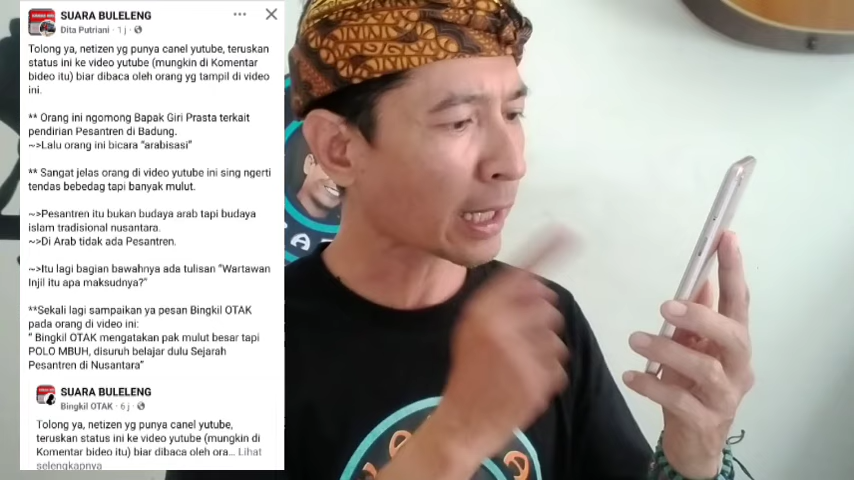 SUARA BULELENG
Dita Putriani · 1 j ·
Tolong ya, netizen yg punya canel yutube, teruskan
status ini ke video yutube (mungkin di Komentar
bideo itu) biar dibaca oleh orang yg tampil di video
ini.
** Orang ini ngomong Bapak Giri Prasta terkait
pendirian Pesantren di Badung.
~>Lalu orang ini bicara "arabisasi"
** Sangat jelas orang di video yutube ini sing ngerti
tendas bebedag tapi banyak mulut.
~>Pesantren itu bukan budaya arab tapi budaya
islam tradisional nusantara.
~>Di Arab tidak ada Pesantren.
~>Itu lagi bagian bawahnya ada tulisan "Wartawan
Injil itu apa maksudnya?"
**Sekali lagi sampaikan ya pesan Bingkil OTAK
pada orang di video ini:
" Bingkil OTAK mengatakan pak mulut besar tapi
POLO MBUH, disuruh belajar dulu Sejarah
Pesantren di Nusantara"
SUARA BULELENG
Bingkil OTAK · 6 j ·
Tolong ya, netizen yg punya canel yutube,
teruskan status ini ke video yutube (mungkin di
Komentar bideo itu) biar dibaca oleh ora... Lihat
selengkapnya